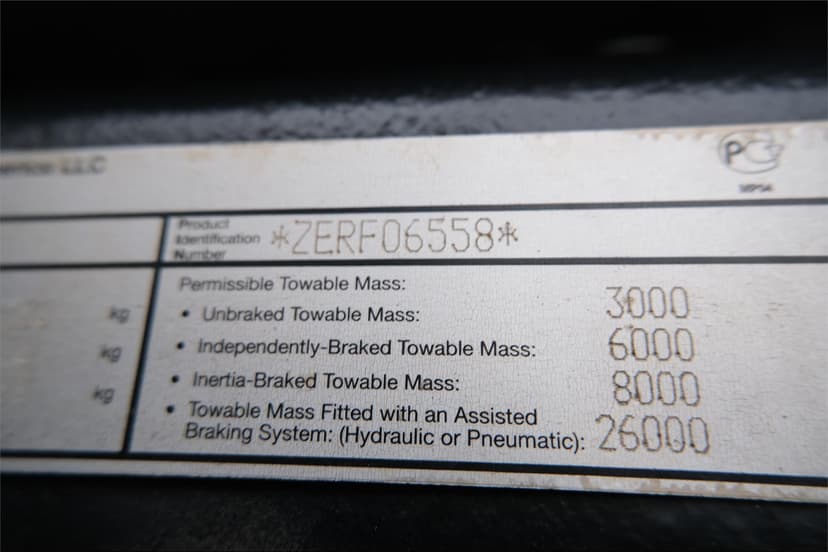 LLC
Product
Identification
Number
*ZERF06558*
Permissible Towable Mass:
• Unbraked Towable Mass: 3000
kg
• Independently-Braked Towable Mass: 6000
kg
• Inertia-Braked Towable Mass: 8000
kg
• Towable Mass Fitted with an Assisted
Braking System: (Hydraulic or Pneumatic): 26000